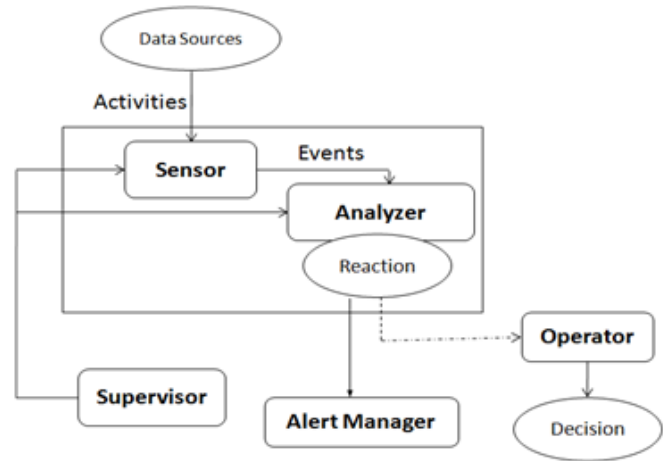 Data Sources
Activities
Events
Sensor
Analyzer
Reaction
Operator
Supervisor
Alert Manager
Decision